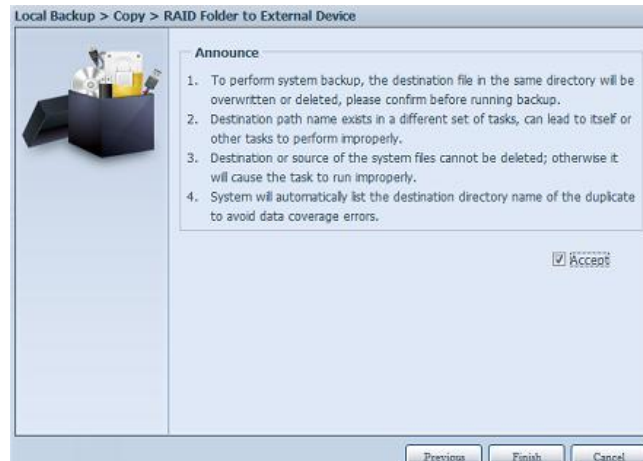 Local Backup > Copy > RAID Folder to External Device
Announce
1. To perform system backup, the destination file in the same directory will be
overwritten or deleted, please confirm before running backup.
2. Destination path name exists in a different set of tasks, can lead to itself or
other tasks to perform improperly.
3. Destination or source of the system files cannot be deleted; otherwise it
will cause the task to run improperly.
4. System will automatically list the destination directory name of the duplicate
to avoid data coverage errors.
Accept
Previous Finish Cancel